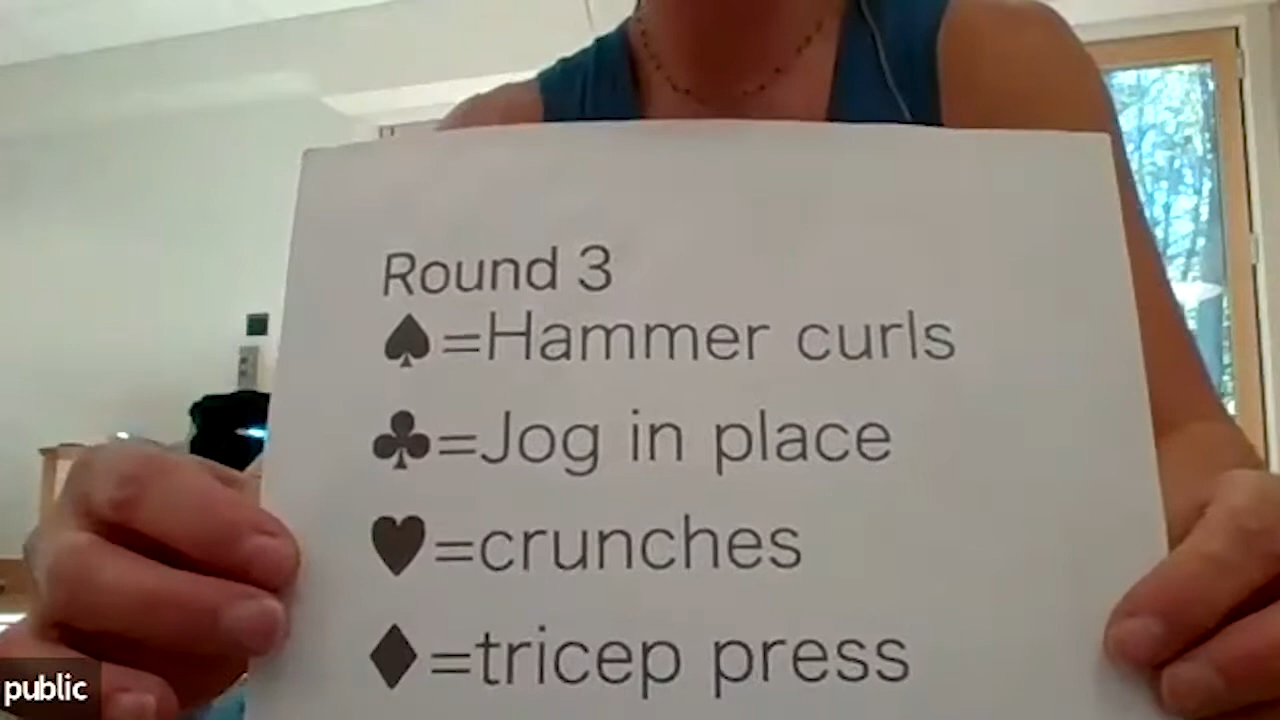 Round 3
♠=Hammer curls
♣=Jog in place
♥=crunches
♦=tricep press
public